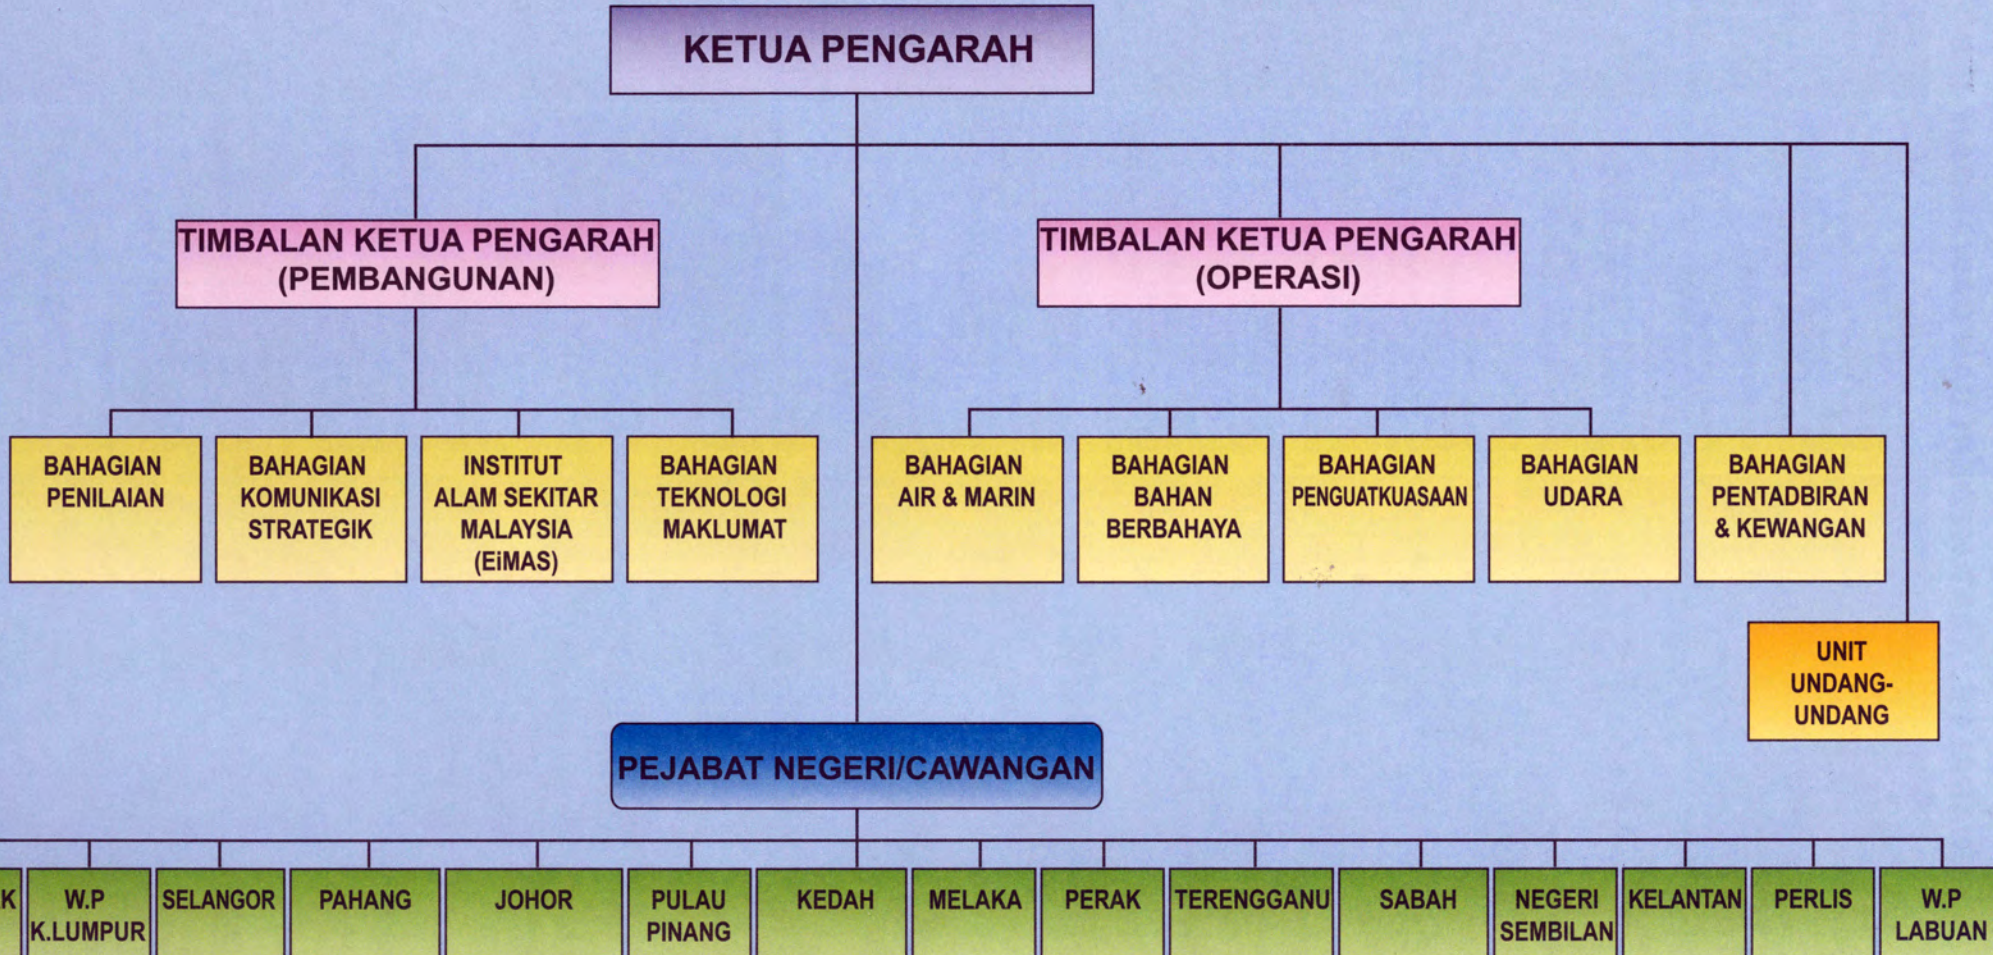 KETUA PENGARAH
TIMBALAN KETUA PENGARAH
(PEMBANGUNAN)
TIMBALAN KETUA PENGARAH
(OPERASI)
BAHAGIAN
PENILAIAN
BAHAGIAN
KOMUNIKASI
STRATEGIK
INSTITUT
ALAM SEKITAR
MALAYSIA
(EiMAS)
BAHAGIAN
TEKNOLOGI
MAKLUMAT
BAHAGIAN
AIR & MARIN
BAHAGIAN
BAHAN
BERBAHAYA
BAHAGIAN
PENGUATKUASAAN
BAHAGIAN
UDARA
BAHAGIAN
PENTADBIRAN
& KEWANGAN
UNIT
UNDANG-
UNDANG
PEJABAT NEGERI/CAWANGAN
W.P
K.LUMPUR
SELANGOR
PAHANG
JOHOR
PULAU
PINANG
KEDAH
MELAKA
PERAK
TERENGGANU
SABAH
NEGERI
SEMBILAN
KELANTAN
PERLIS
W.P
LABUAN